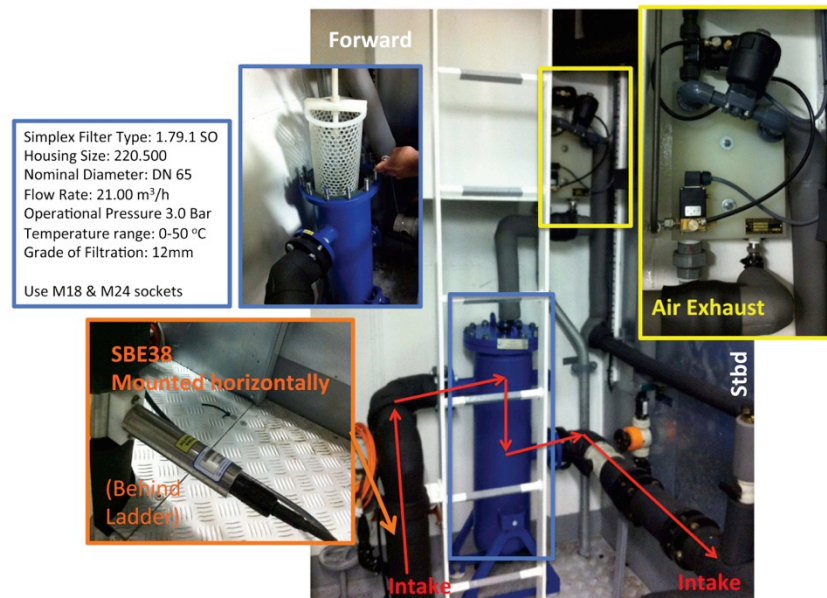 Forward
Simplex Filter Type: 1.79.1 SO
Housing Size: 220.500
Nominal Diameter: DN 65
Flow Rate: 21.00 m³/h
Operational Pressure 3.0 Bar
Temperature range: 0-50 °C
Grade of Filtration: 12mm
Use M18 & M24 sockets
Air Exhaust
SBE38
Mounted horizontally
(Behind
Ladder)
Stbd
Intake
Intake